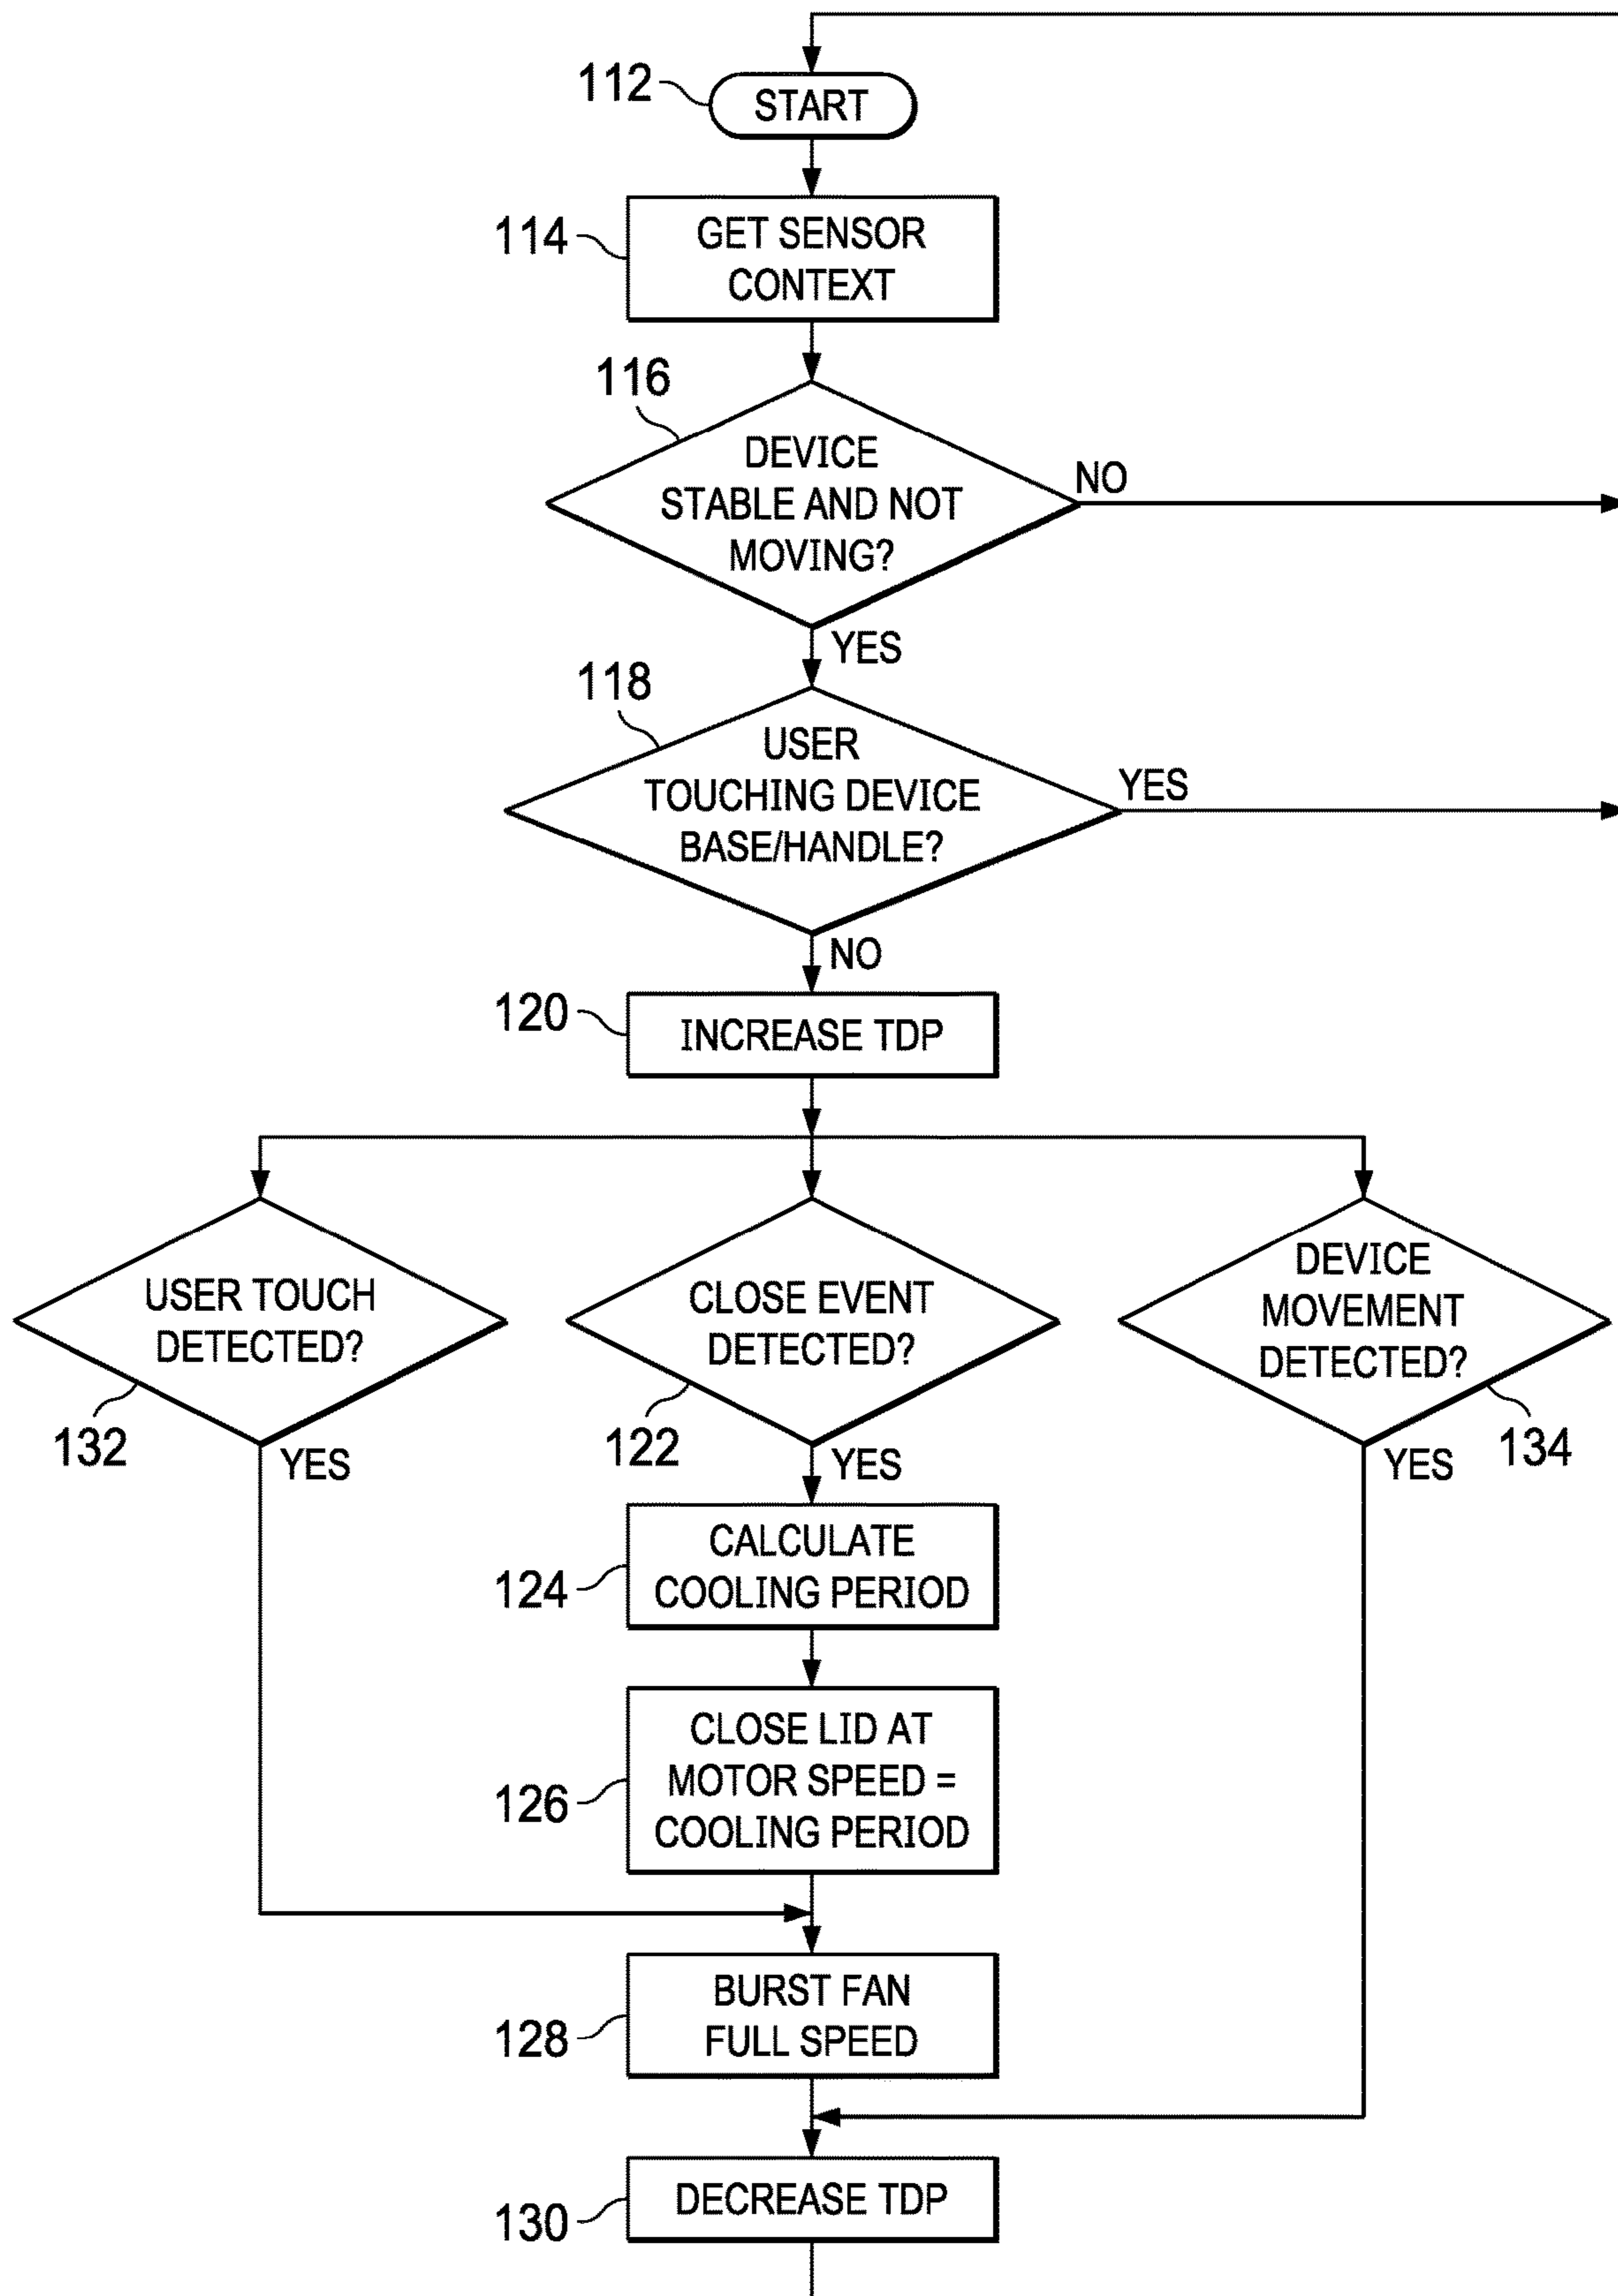 112
START
114
GET SENSOR
CONTEXT
116
DEVICE
STABLE AND NOT
MOVING?
NO
YES
118
USER
TOUCHING DEVICE
BASE/HANDLE?
YES
NO
120
INCREASE TDP
USER TOUCH
DETECTED?
132
YES
CLOSE EVENT
DETECTED?
122
YES
DEVICE
MOVEMENT
DETECTED?
134
YES
124
CALCULATE
COOLING PERIOD
126
CLOSE LID AT
MOTOR SPEED =
COOLING PERIOD
128
BURST FAN
FULL SPEED
130
DECREASE TDP